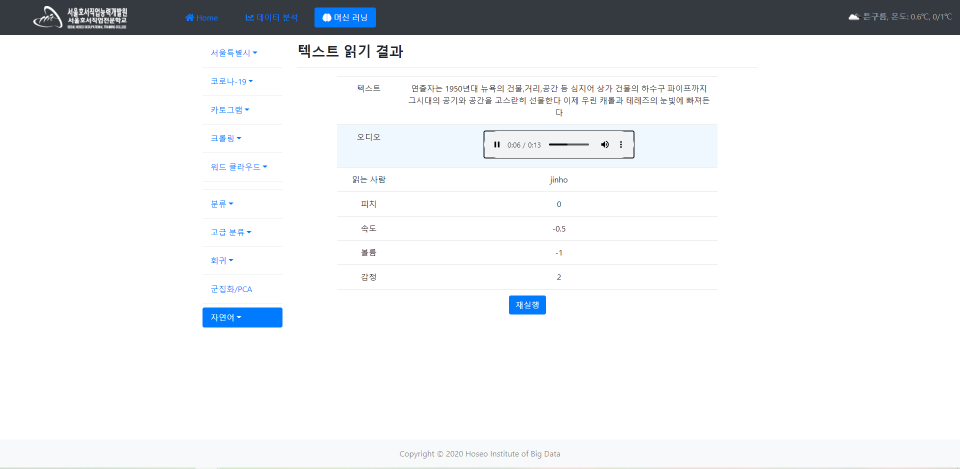 서울호서직업능력개발원
서울호서직업전문학교
Home
데이터 분석
머신 러닝
튼구름, 온도: 0.6℃, 0/1℃
서울특별시
코로나-19
카토그램
크롤링
워드 클라우드
분류
고급 분류
회귀
군집화/PCA
자연어
텍스트 읽기 결과
텍스트
연출자는 1950년대 뉴욕의 건물,거리,공간 등 심지어 상가 건물의 하수구 파이프까지
그시대의 공기와 공간을 고스란히 선물한다 이제 우린 캐롤과 테레즈의 눈빛에 빠져든
다
오디오
0:06 / 0:13
읽는 사람
jinho
피치
0
속도
-0.5
볼륨
-1
감정
2
재실행
Copyright © 2020 Hoseo Institute of Big Data